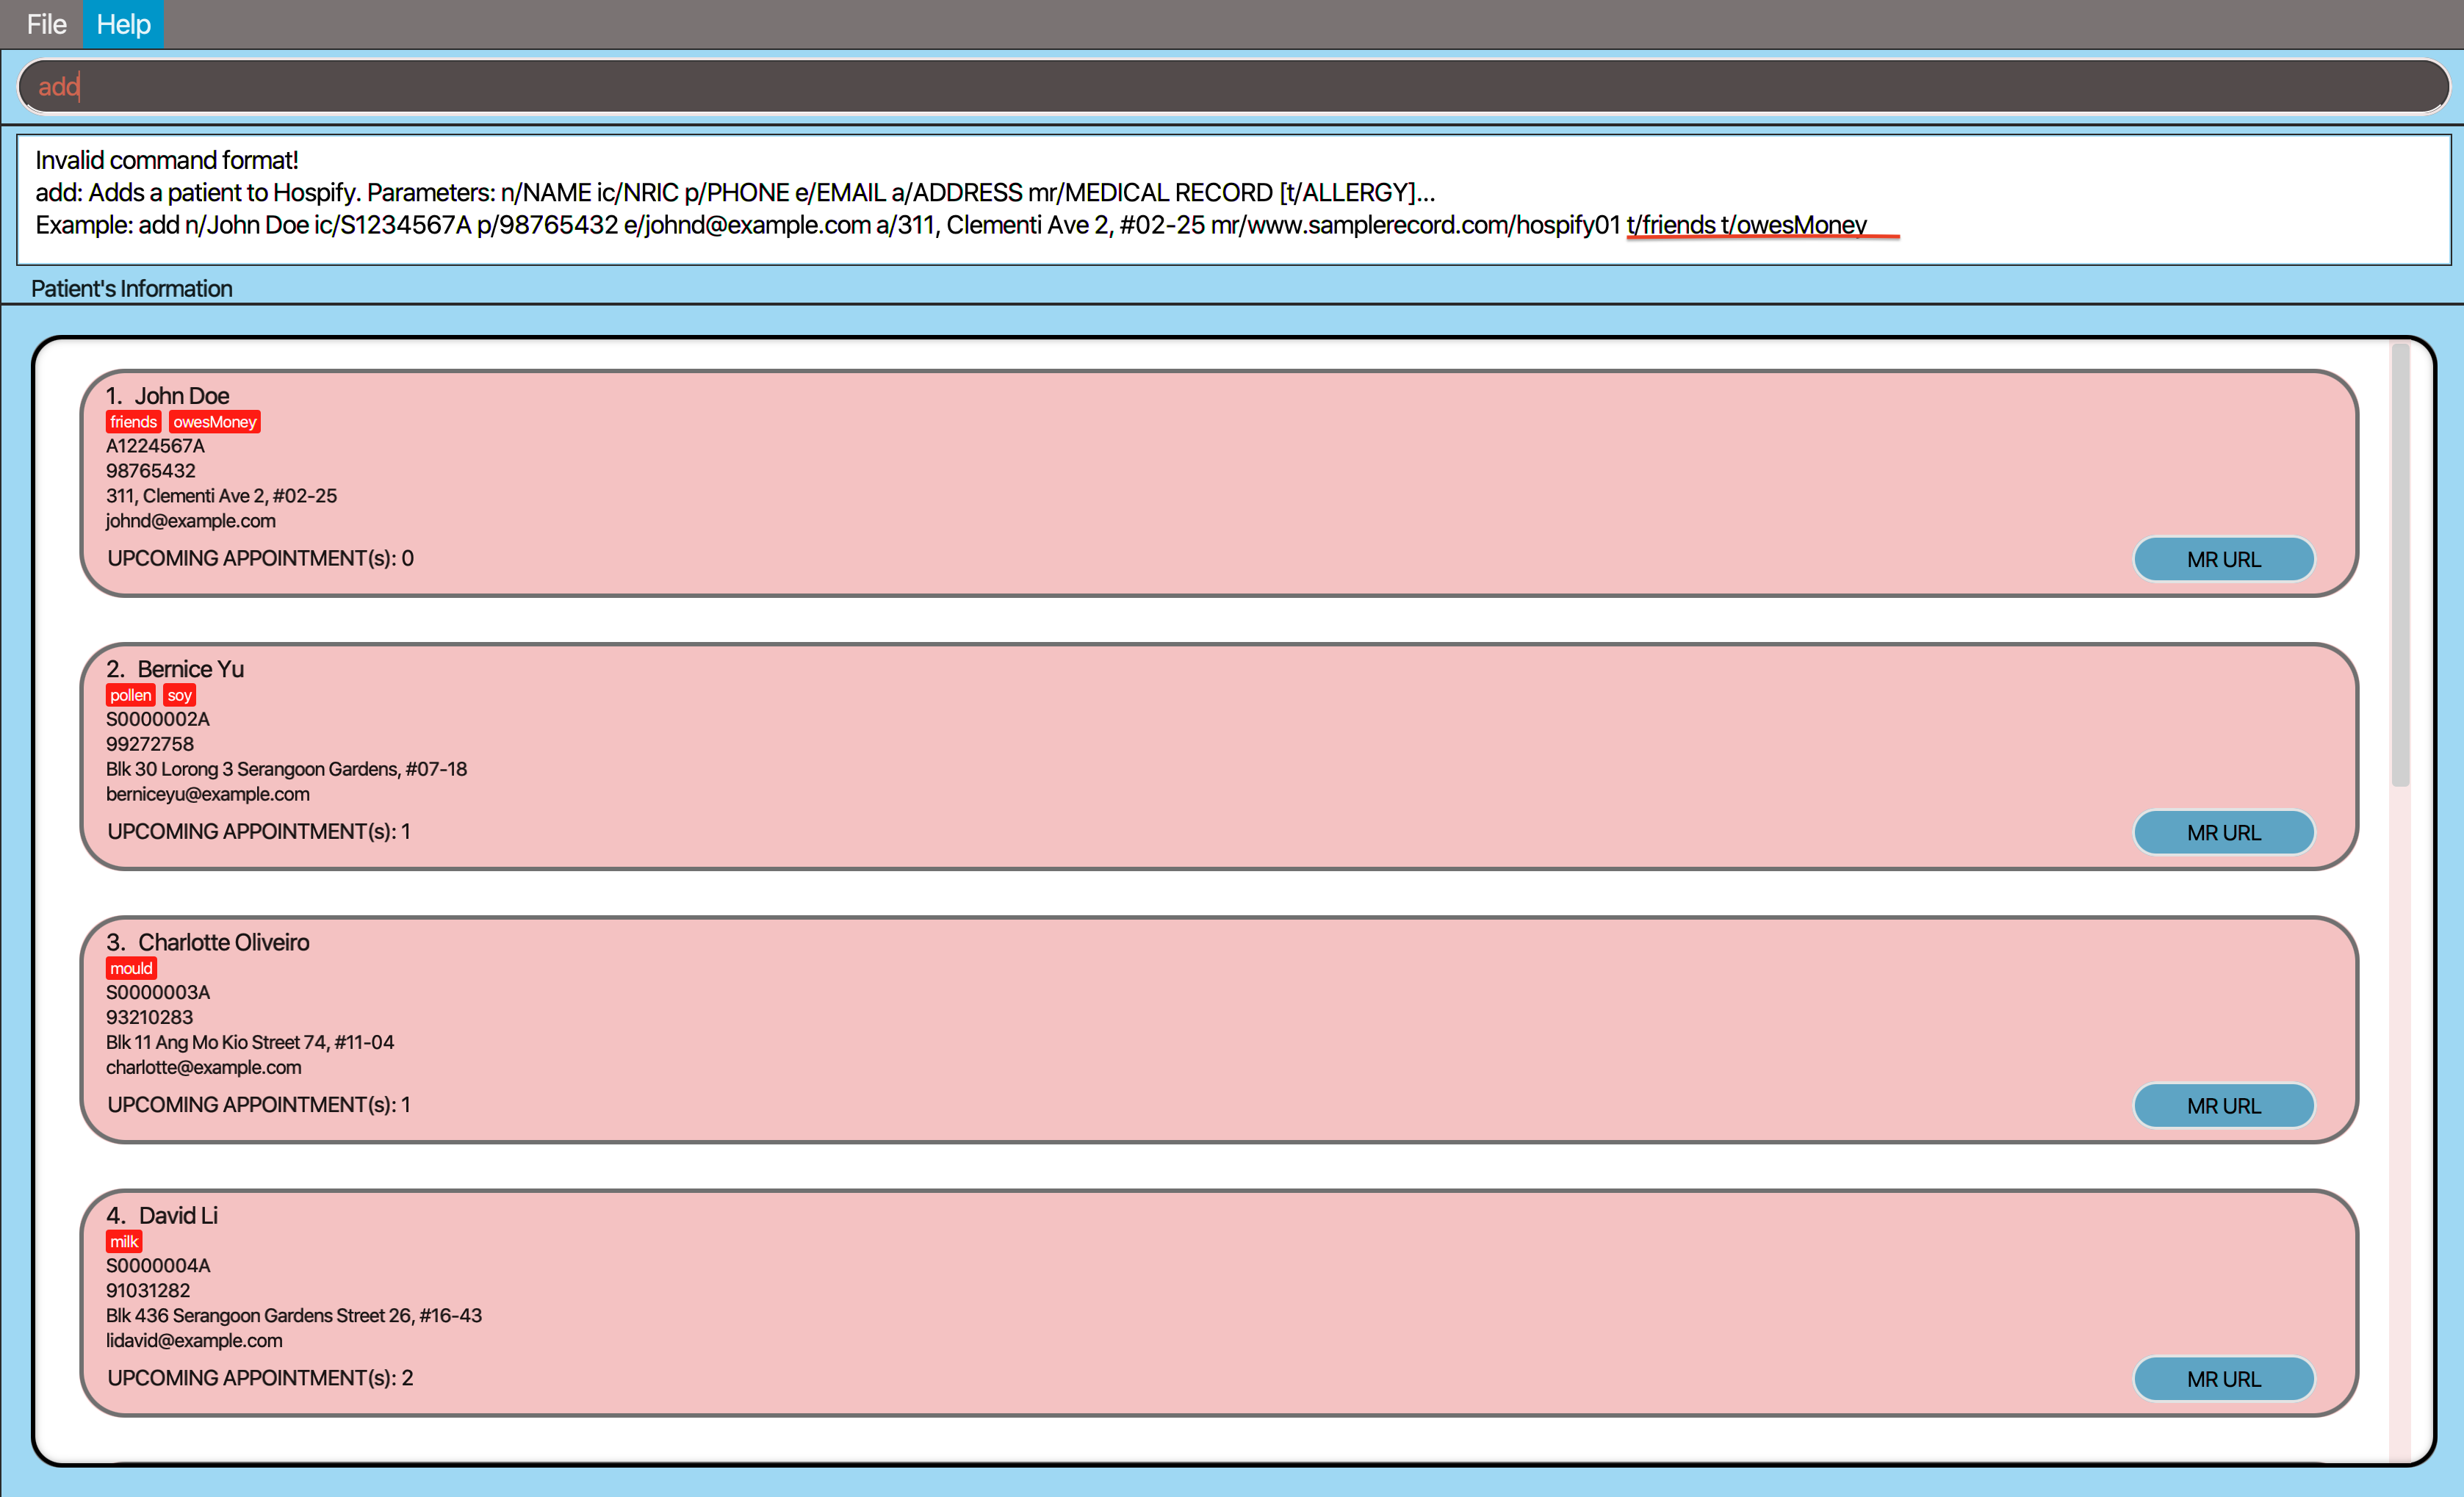 File Help
add
Invalid command format!
add: Adds a patient to Hospify. Parameters: n/NAME ic/NRIC p/PHONE e/EMAIL a/ADDRESS mr/MEDICAL RECORD [t/ALLERGY]...
Example: add n/John Doe ic/S1234567A p/98765432 e/johnd@example.com a/311, Clementi Ave 2, #02-25 mr/www.samplerecord.com/hospify01 t/friends t/owesMoney
Patient's Information
1. John Doe
friends owesMoney
A1224567A
98765432
311, Clementi Ave 2, #02-25
johnd@example.com
UPCOMING APPOINTMENT(s): 0 MR URL
2. Bernice Yu
pollen soy
S0000002A
99272758
Blk 30 Lorong 3 Serangoon Gardens, #07-18
berniceyu@example.com
UPCOMING APPOINTMENT(s): 1 MR URL
3. Charlotte Oliveiro
mould
S0000003A
93210283
Blk 11 Ang Mo Kio Street 74, #11-04
charlotte@example.com
UPCOMING APPOINTMENT(s): 1 MR URL
4. David Li
milk
S0000004A
91031282
Blk 436 Serangoon Gardens Street 26, #16-43
lidavid@example.com
UPCOMING APPOINTMENT(s): 2 MR URL